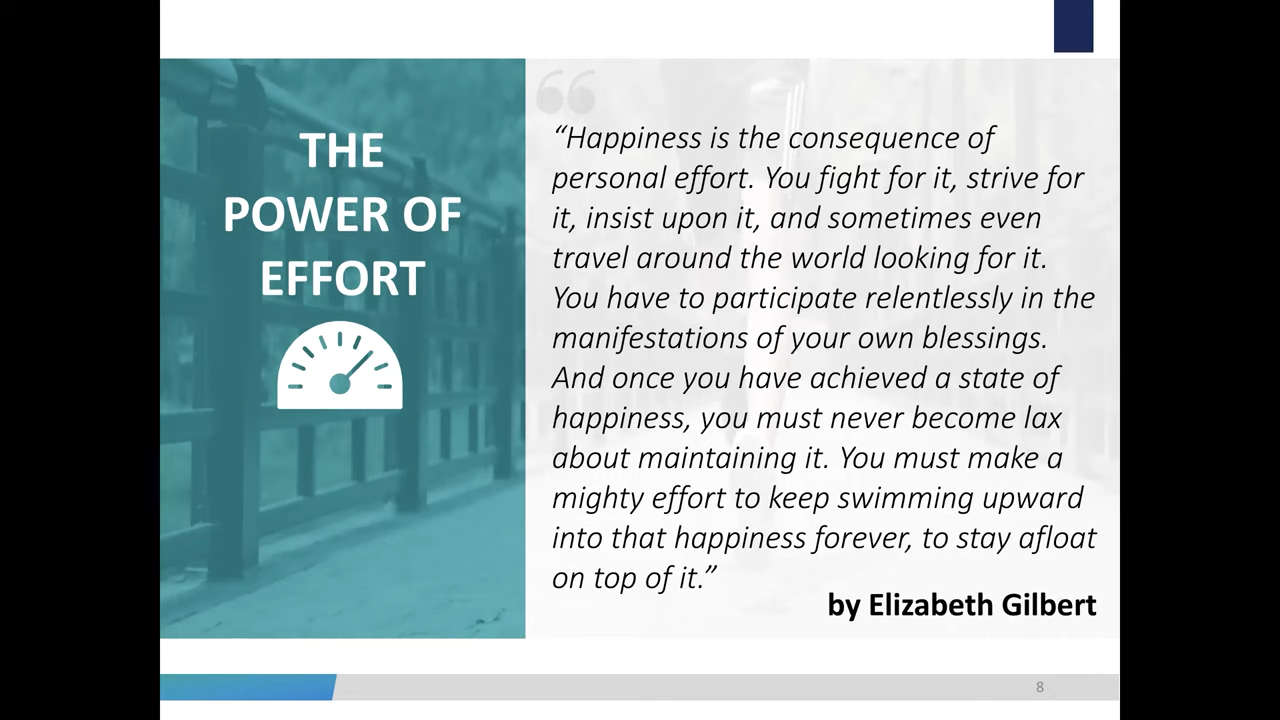 THE
POWER OF
EFFORT
“Happiness is the consequence of
personal effort. You fight for it, strive for
it, insist upon it, and sometimes even
travel around the world looking for it.
You have to participate relentlessly in the
manifestations of your own blessings.
And once you have achieved a state of
happiness, you must never become lax
about maintaining it. You must make a
mighty effort to keep swimming upward
into that happiness forever, to stay afloat
on top of it.”
by Elizabeth Gilbert
8